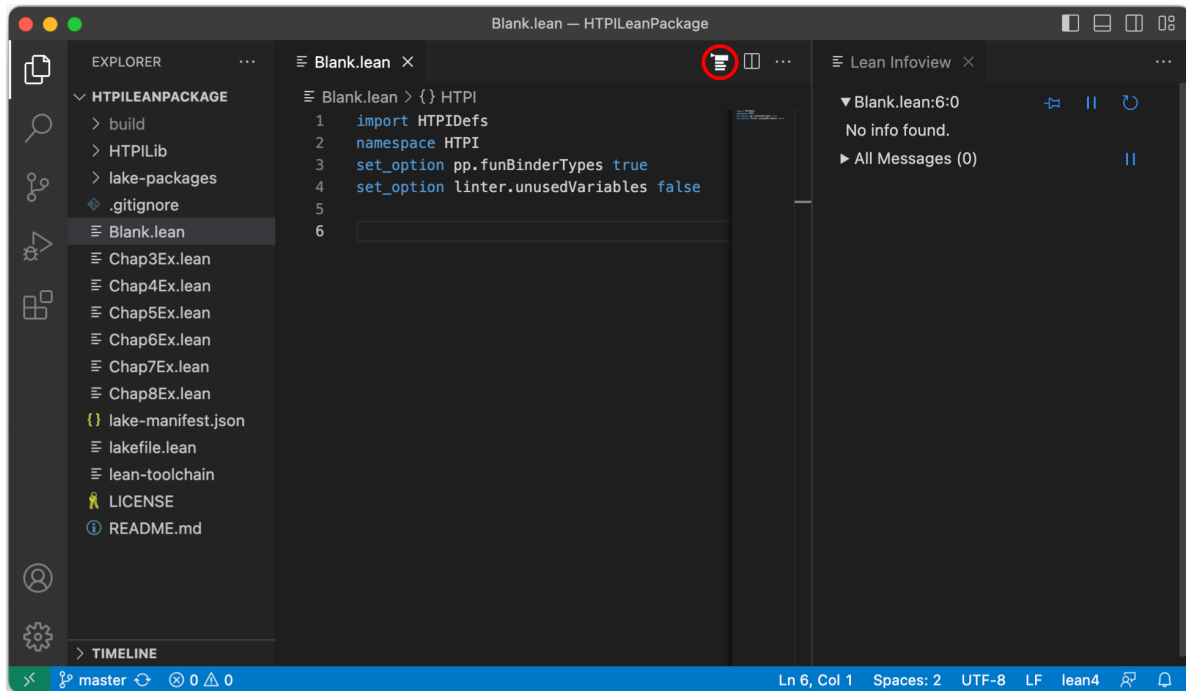 Blank.lean — HTPILeanPackage
EXPLORER
HTPILEANPACKAGE
build
HTPILib
lake-packages
.gitignore
Blank.lean
Chap3Ex.lean
Chap4Ex.lean
Chap5Ex.lean
Chap6Ex.lean
Chap7Ex.lean
Chap8Ex.lean
lake-manifest.json
lakefile.lean
lean-toolchain
LICENSE
README.md
TIMELINE
Blank.lean
Blank.lean > {} HTPI
1 import HTPIDefs
2 namespace HTPI
3 set_option pp.funBinderTypes true
4 set_option linter.unusedVariables false
5
6
Lean Infoview
Blank.lean:6:0
No info found.
All Messages (0)
master 0 0 Ln 6, Col 1 Spaces: 2 UTF-8 LF lean4